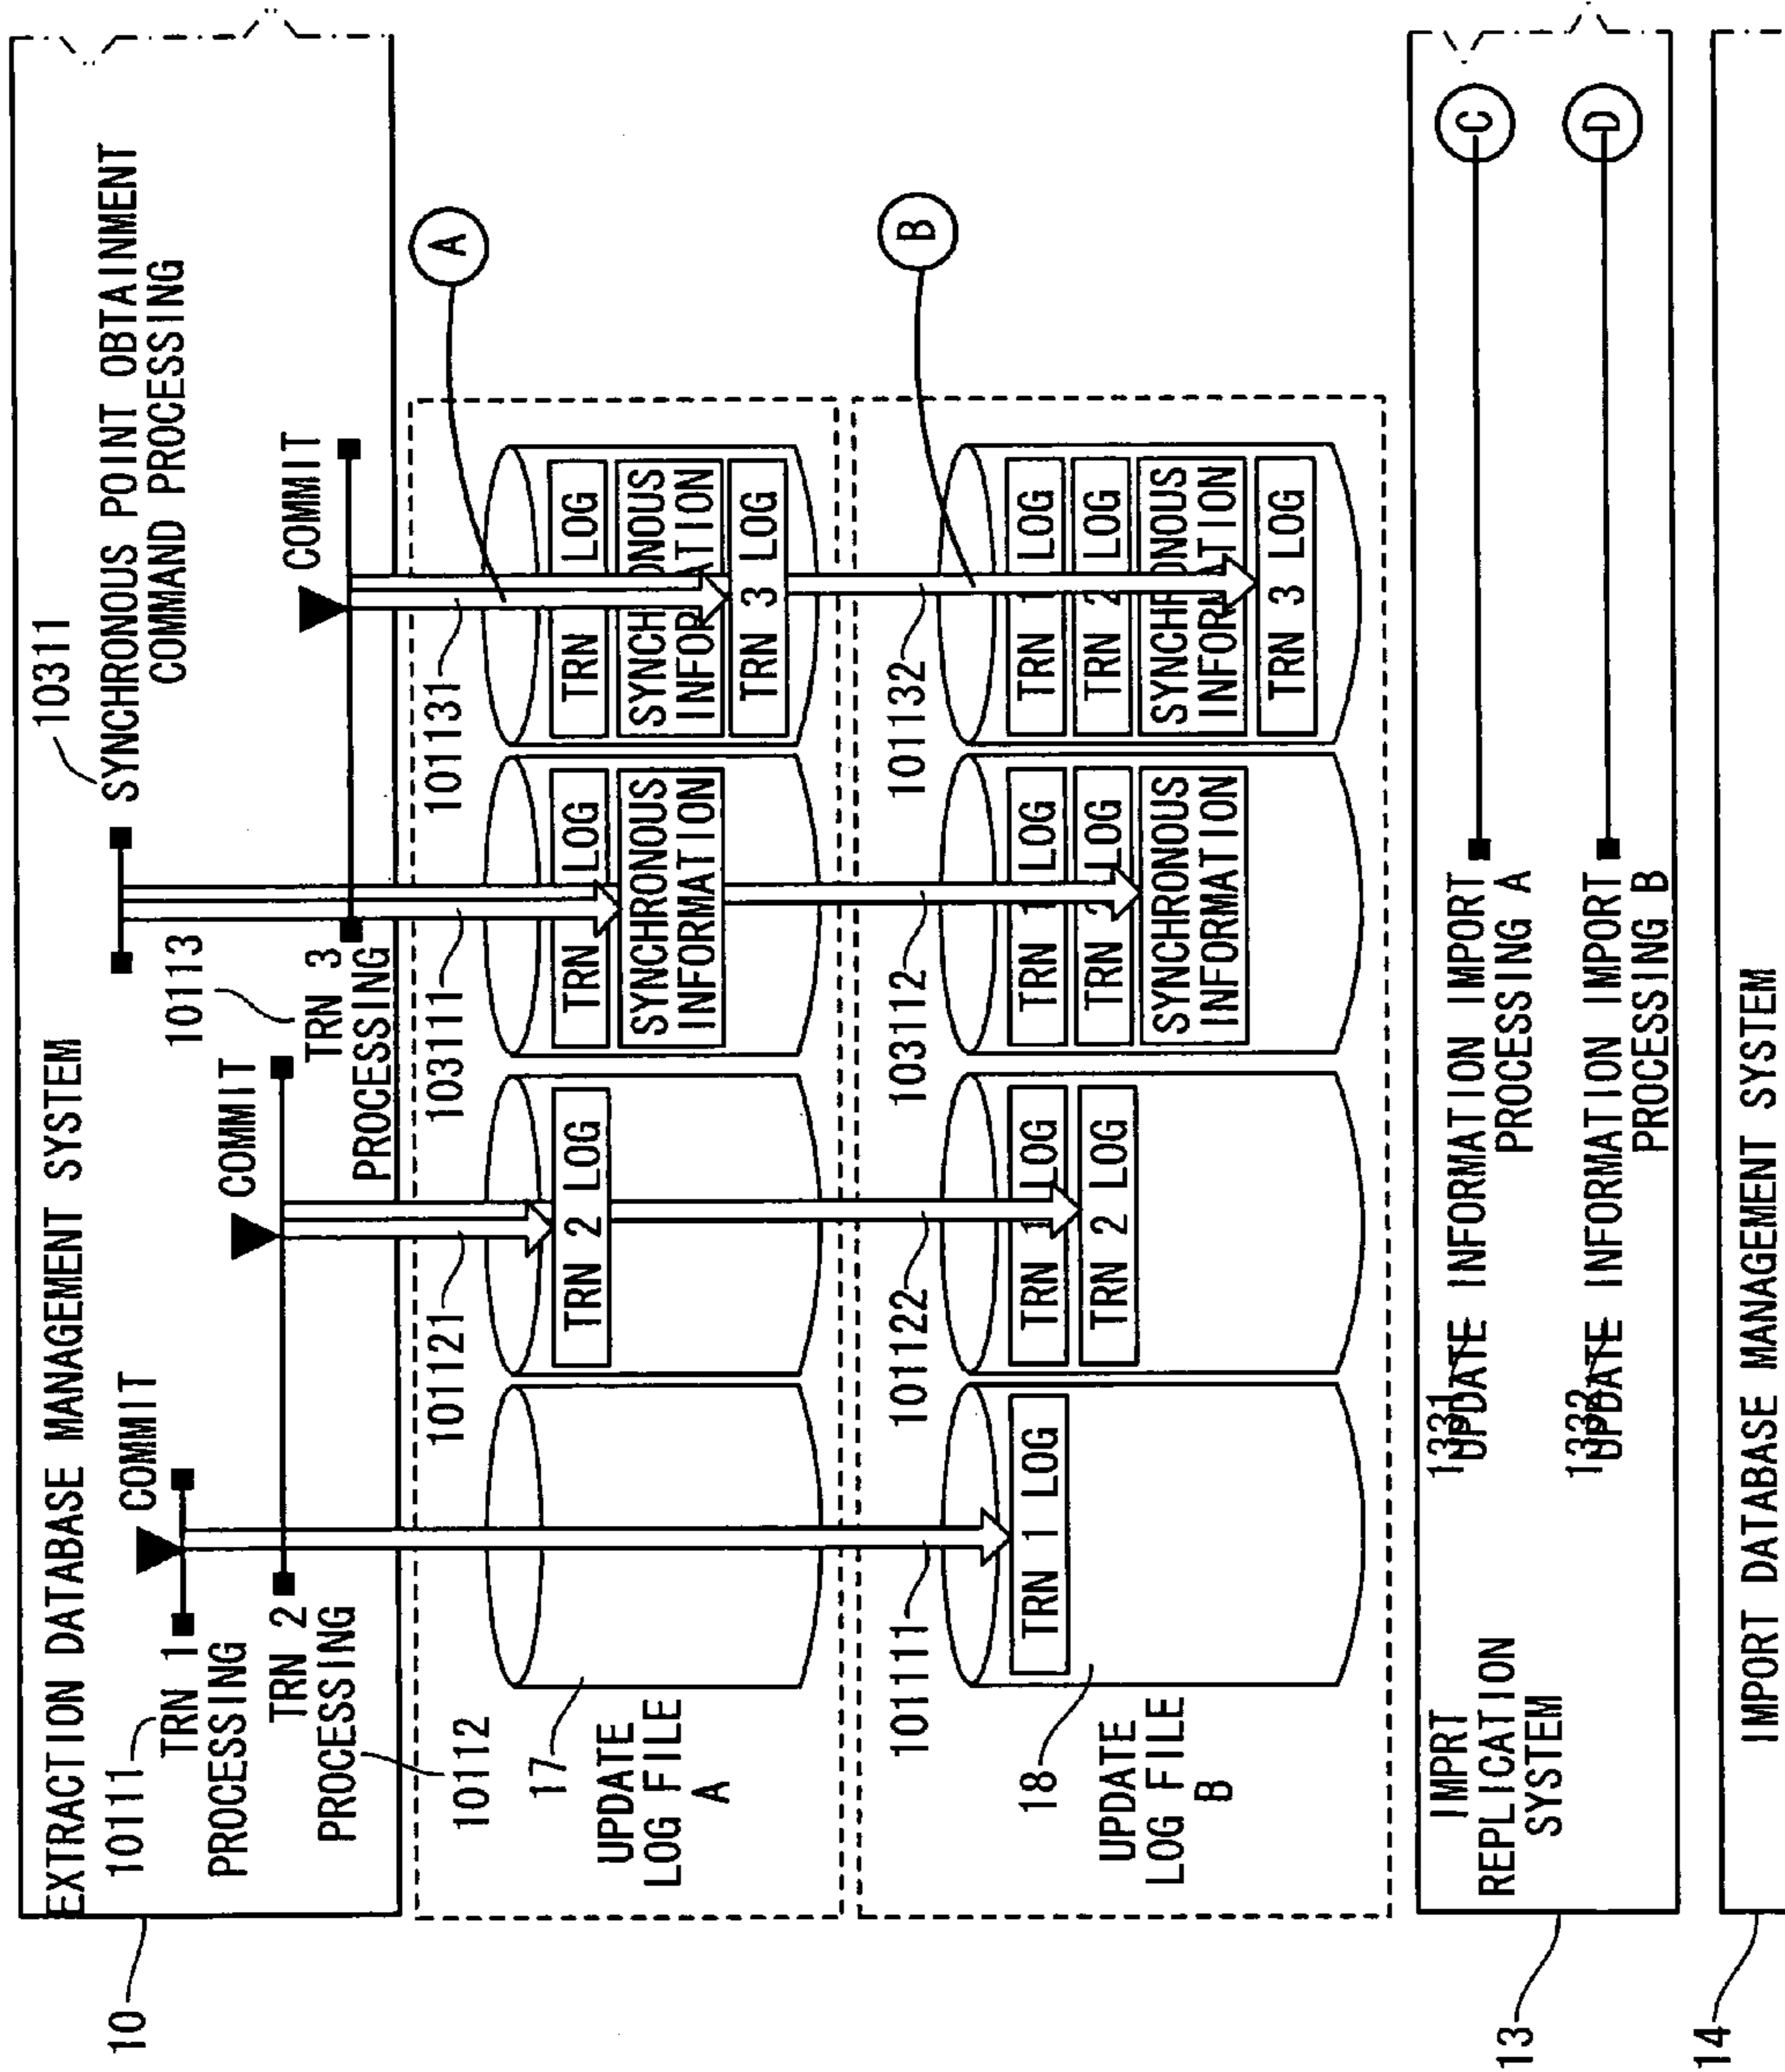 10
EXTRACTION DATABASE MANAGEMENT SYSTEM
10111
TRN 1
PROCESSING
COMMIT
TRN 2
PROCESSING
10112
COMMIT
10113
TRN 3
PROCESSING
10311
SYNCHRONOUS POINT OBTAINMENT
COMMAND PROCESSING
COMMIT
A
17
UPDATE
LOG FILE
A
101121
TRN 2 LOG
103111
TRN LOG
SYNCHRONOUS
INFORMATION
101131
TRN LOG
SYNCHRONOUS
INFORMATION
TRN 3 LOG
B
18
UPDATE
LOG FILE
B
101111
TRN 1 LOG
101122
TRN 1 LOG
TRN 2 LOG
103112
TRN 1 LOG
TRN 2 LOG
SYNCHRONOUS
INFORMATION
101132
TRN 1 LOG
TRN 2 LOG
SYNCHRONOUS
INFORMATION
TRN 3 LOG
13
IMPRT
REPLICATION
SYSTEM
1331
UPDATE INFORMATION IMPORT
PROCESSING A
C
1332
UPDATE INFORMATION IMPORT
PROCESSING B
D
14
IMPORT DATABASE MANAGEMENT SYSTEM